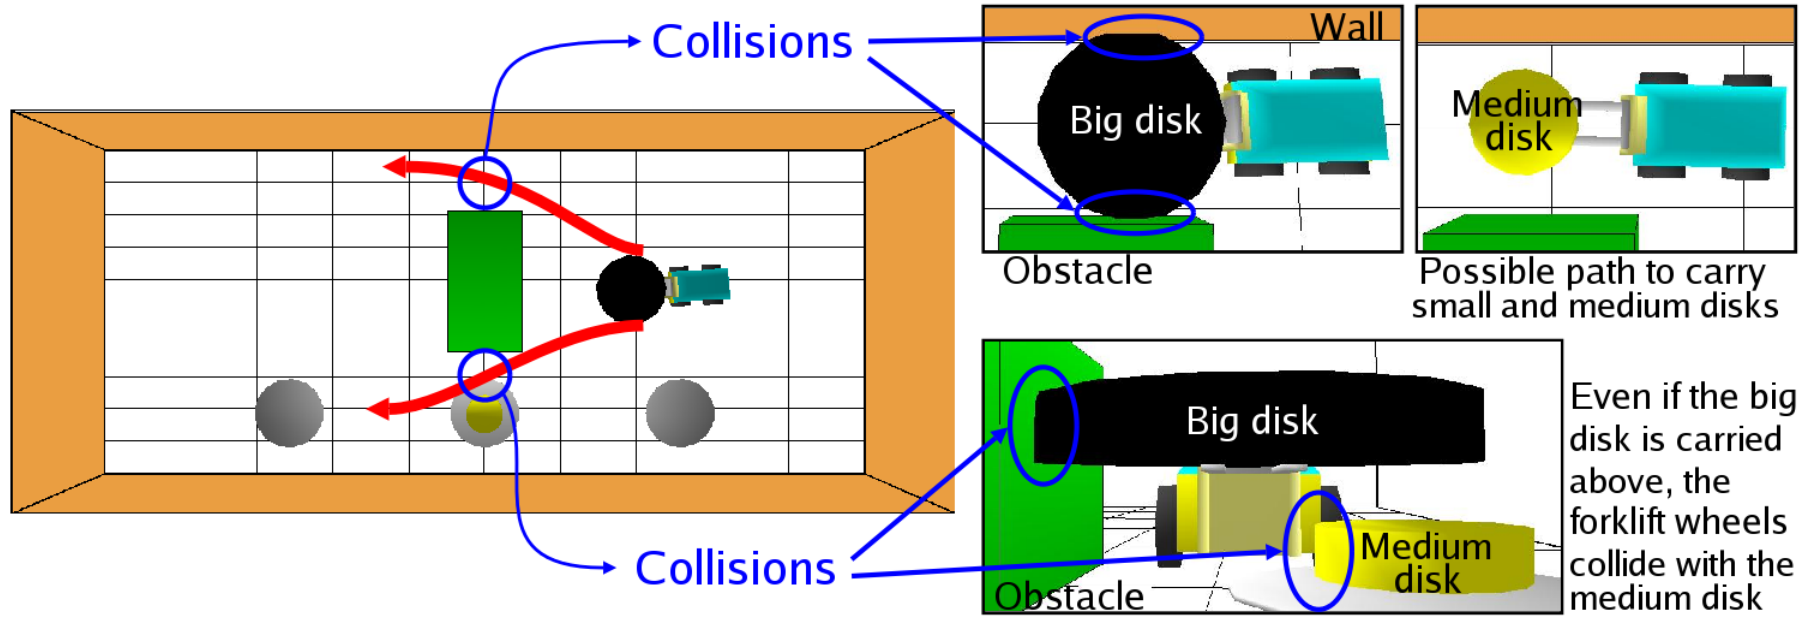 Collisions
Wall
Big disk
Obstacle
Medium
disk
Possible path to carry
small and medium disks
Collisions
Big disk
Medium
disk
Obstacle
Even if the big
disk is carried
above, the
forklift wheels
collide with the
medium disk